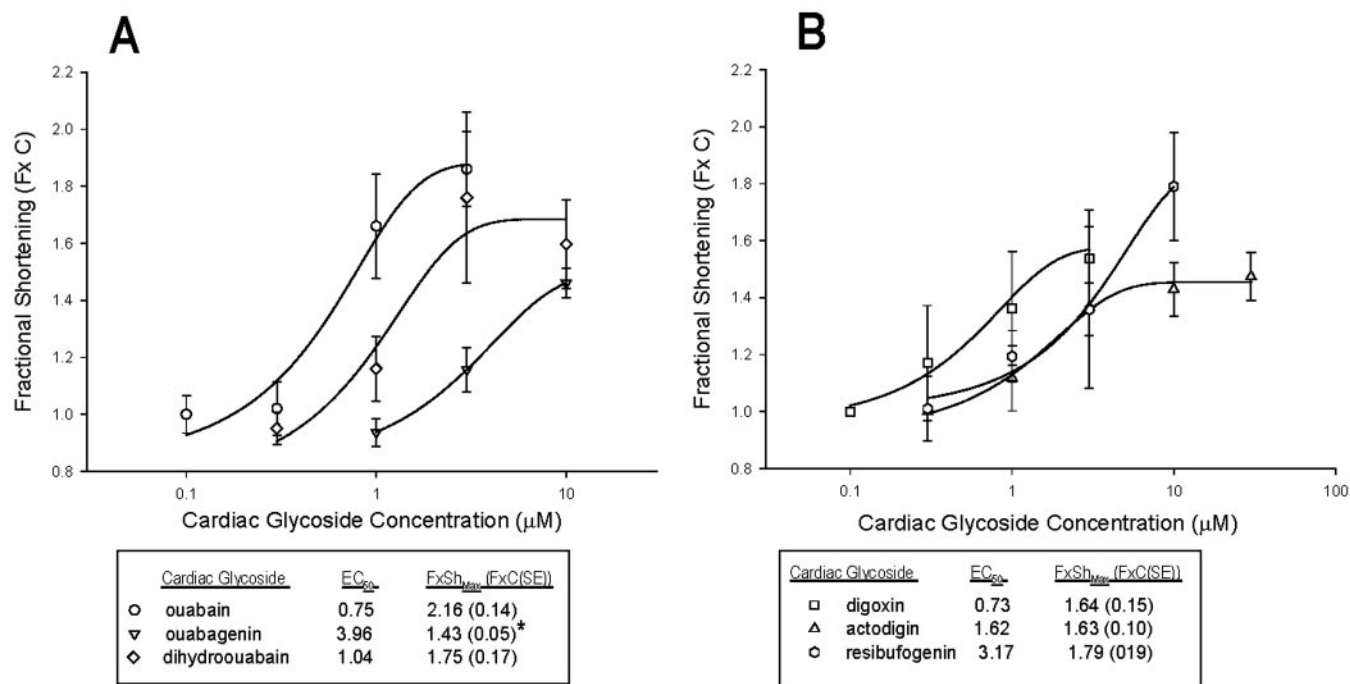 A
2.2
2.0
1.8
1.6
1.4
1.2
1.0
0.8
Fractional Shortening (Fx C)
0.1 1 10
Cardiac Glycoside Concentration (μM)
Cardiac Glycoside EC50 FxShMax (FxC(SE))
ouabain 0.75 2.16 (0.14)
ouabagenin 3.96 1.43 (0.05)*
dihydroouabain 1.04 1.75 (0.17)
B
2.2
2.0
1.8
1.6
1.4
1.2
1.0
0.8
Fractional Shortening (Fx C)
0.1 1 10 100
Cardiac Glycoside Concentration (μM)
Cardiac Glycoside EC50 FxShMax (FxC(SE))
digoxin 0.73 1.64 (0.15)
actodigin 1.62 1.63 (0.10)
resibufogenin 3.17 1.79 (019)